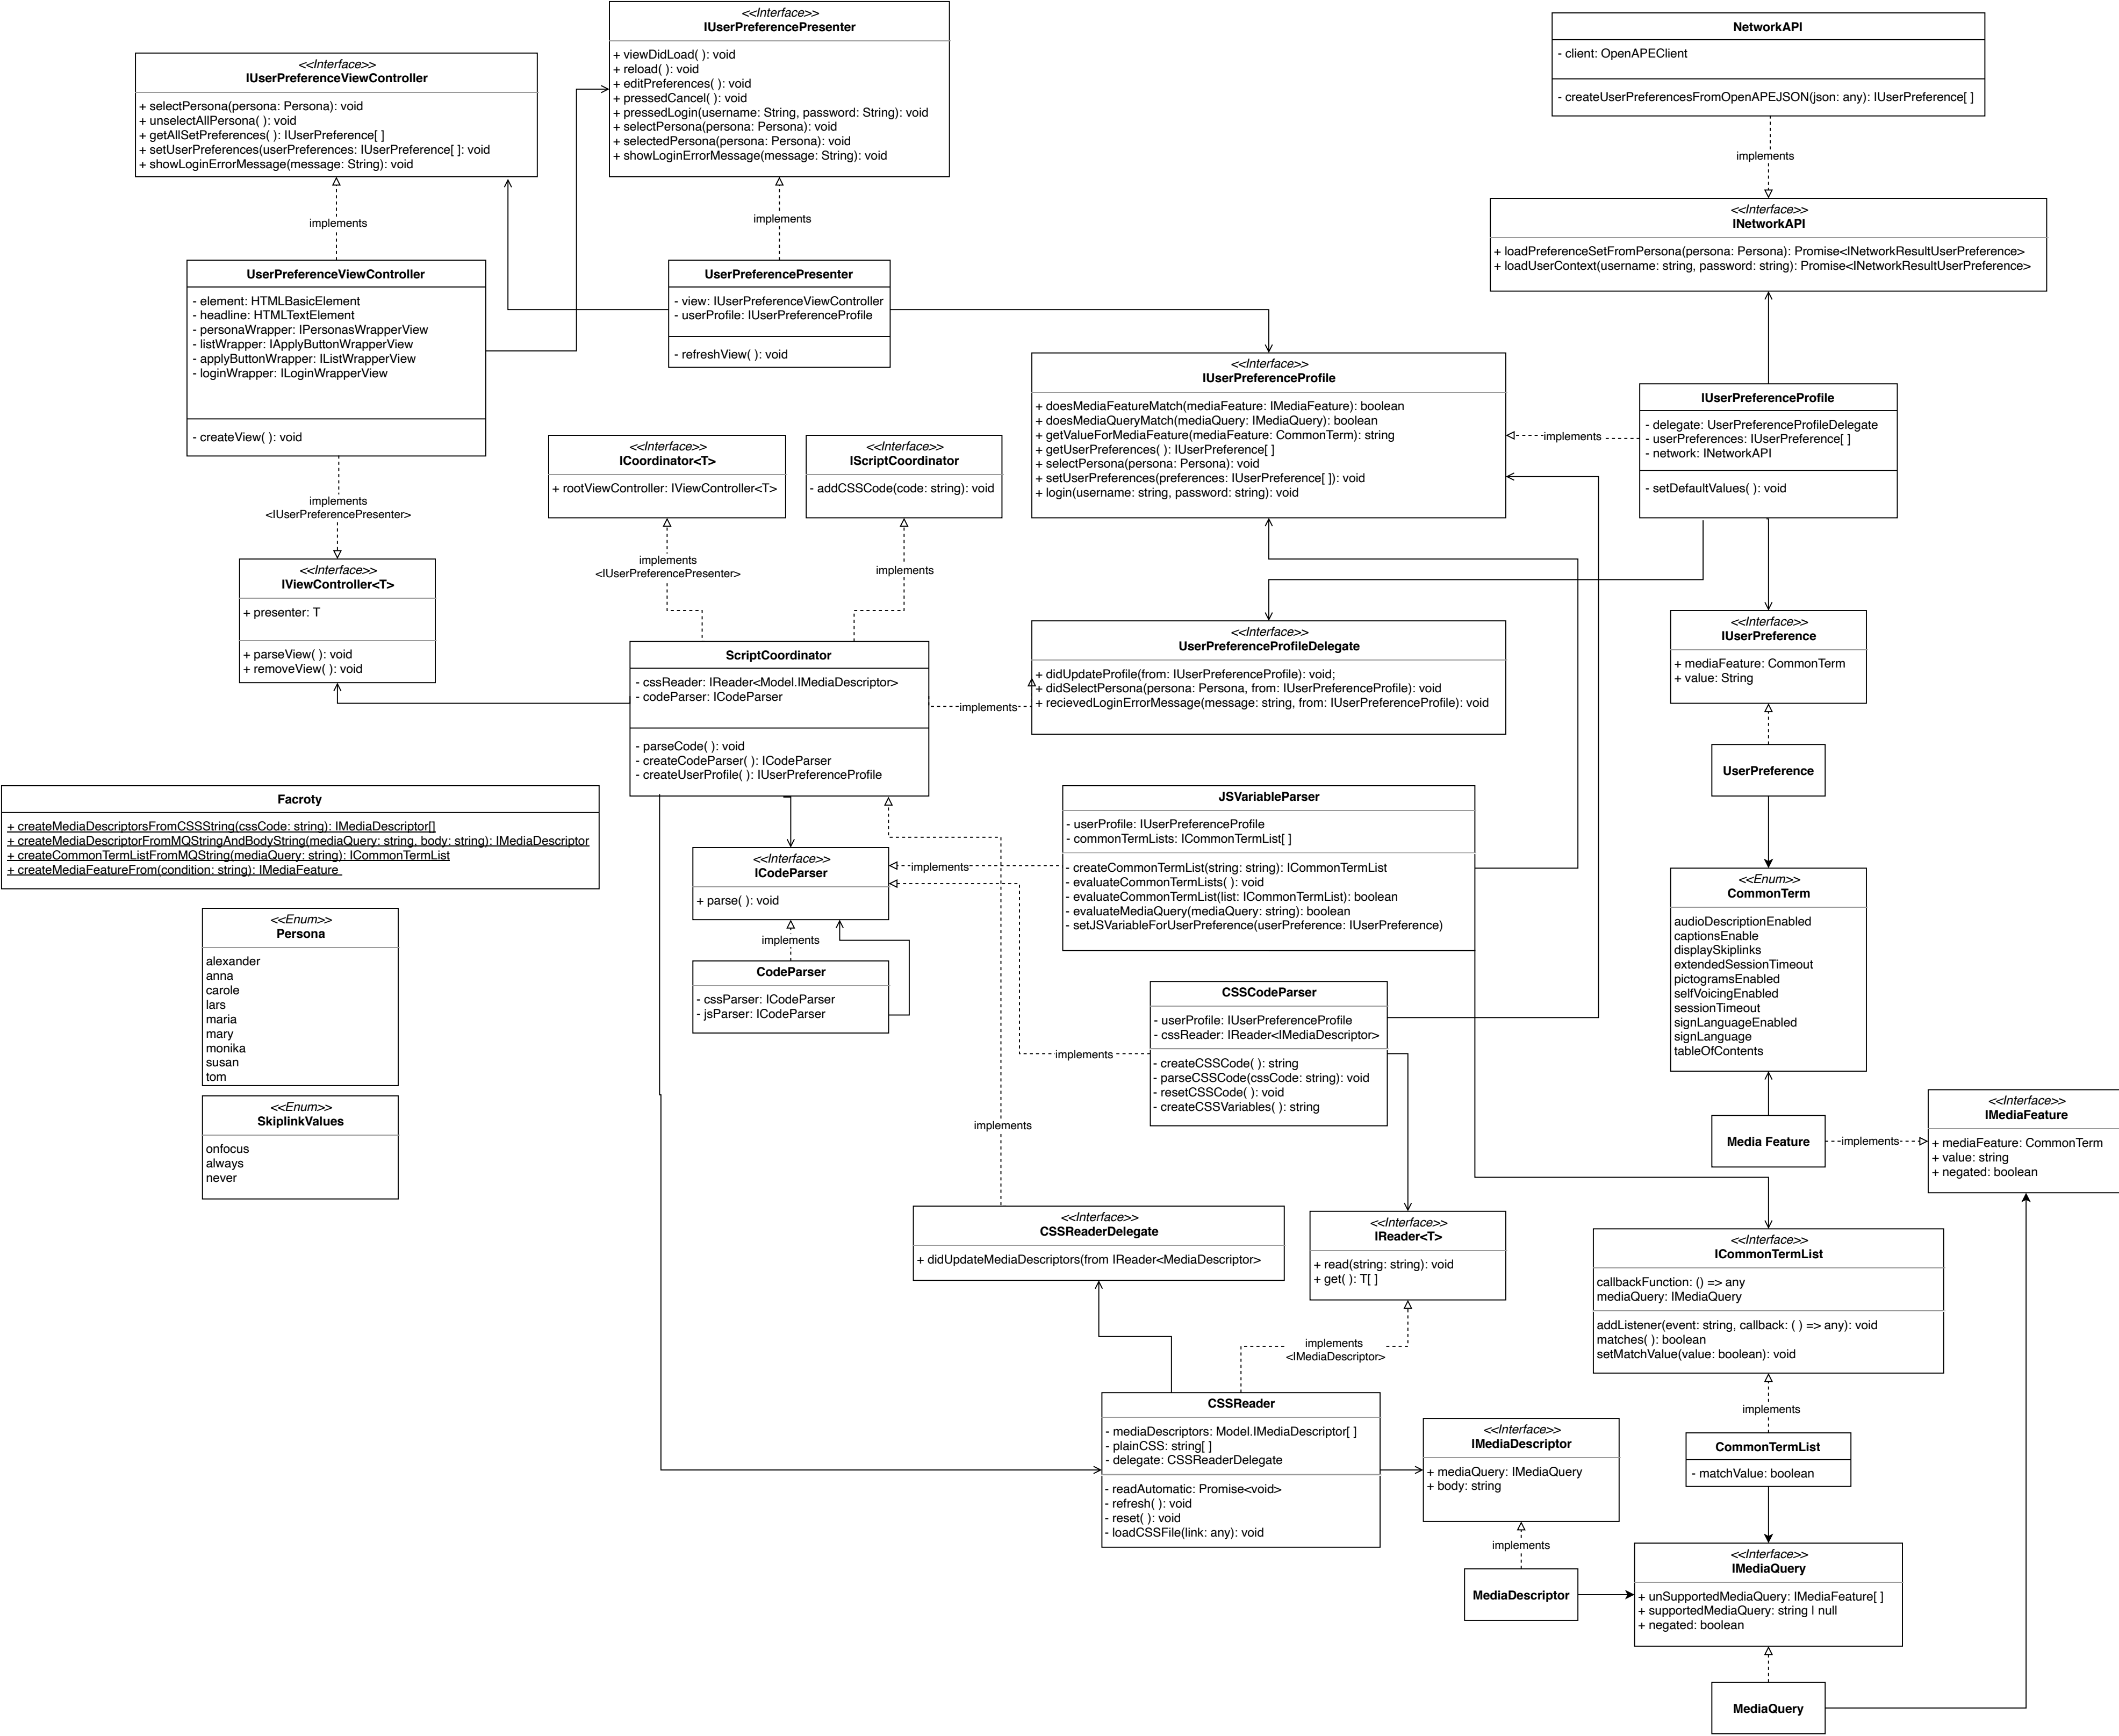 <<Interface>>
IUserPreferencePresenter
+ viewDidLoad( ): void
+ reload( ): void
+ editPreferences( ): void
+ pressedCancel( ): void
+ pressedLogin(username: String, password: String): void
+ selectPersona(persona: Persona): void
+ selectedPersona(persona: Persona): void
+ showLoginErrorMessage(message: String): void
NetworkAPI
- client: OpenAPEClient
- createUserPreferencesFromOpenAPEJSON(json: any): IUserPreference[ ]
<<Interface>>
IUserPreferenceViewController
+ selectPersona(persona: Persona): void
+ unselectAllPersona( ): void
+ getAllSetPreferences( ): IUserPreference[ ]
+ setUserPreferences(userPreferences: IUserPreference[ ]: void
+ showLoginErrorMessage(message: String): void
implements
implements
implements
<<Interface>>
INetworkAPI
+ loadPreferenceSetFromPersona(persona: Persona): Promise<INetworkResultUserPreference>
+ loadUserContext(username: string, password: string): Promise<INetworkResultUserPreference>
UserPreferenceViewController
- element: HTMLBasicElement
- headline: HTMLTextElement
- personaWrapper: IPersonasWrapperView
- listWrapper: IApplyButtonWrapperView
- applyButtonWrapper: IListWrapperView
- loginWrapper: ILoginWrapperView
- createView( ): void
UserPreferencePresenter
- view: IUserPreferenceViewController
- userProfile: IUserPreferenceProfile
- refreshView( ): void
<<Interface>>
IUserPreferenceProfile
+ doesMediaFeatureMatch(mediaFeature: IMediaFeature): boolean
+ doesMediaQueryMatch(mediaQuery: IMediaQuery): boolean
+ getValueForMediaFeature(mediaFeature: CommonTerm): string
+ getUserPreferences( ): IUserPreference[ ]
+ selectPersona(persona: Persona): void
+ setUserPreferences(preferences: IUserPreference[ ]): void
+ login(username: string, password: string): void
implements
IUserPreferenceProfile
- delegate: UserPreferenceProfileDelegate
- userPreferences: IUserPreference[ ]
- network: INetworkAPI
- setDefaultValues( ): void
<<Interface>>
ICoordinator<T>
+ rootViewController: IViewController<T>
<<Interface>>
IScriptCoordinator
- addCSSCode(code: string): void
implements
<IUserPreferencePresenter>
implements
<IUserPreferencePresenter>
implements
<<Interface>>
IViewController<T>
+ presenter: T
+ parseView( ): void
+ removeView( ): void
ScriptCoordinator
- cssReader: IReader<Model.IMediaDescriptor>
- codeParser: ICodeParser
- parseCode( ): void
- createCodeParser( ): ICodeParser
- createUserProfile( ): IUserPreferenceProfile
implements
<<Interface>>
UserPreferenceProfileDelegate
+ didUpdateProfile(from: IUserPreferenceProfile): void;
+ didSelectPersona(persona: Persona, from: IUserPreferenceProfile): void
+ recievedLoginErrorMessage(message: string, from: IUserPreferenceProfile): void
<<Interface>>
IUserPreference
+ mediaFeature: CommonTerm
+ value: String
UserPreference
Facroty
+ createMediaDescriptorsFromCSSString(cssCode: string): IMediaDescriptor[]
+ createMediaDescriptorFromMQStringAndBodyString(mediaQuery: string, body: string): IMediaDescriptor
+ createCommonTermListFromMQString(mediaQuery: string): ICommonTermList
+ createMediaFeatureFrom(condition: string): IMediaFeature
<<Interface>>
ICodeParser
+ parse( ): void
implements
implements
JSVariableParser
- userProfile: IUserPreferenceProfile
- commonTermLists: ICommonTermList[ ]
- createCommonTermList(string: string): ICommonTermList
- evaluateCommonTermLists( ): void
- evaluateCommonTermList(list: ICommonTermList): boolean
- evaluateMediaQuery(mediaQuery: string): boolean
- setJSVariableForUserPreference(userPreference: IUserPreference)
<<Enum>>
CommonTerm
audioDescriptionEnabled
captionsEnable
displaySkiplinks
extendedSessionTimeout
pictogramsEnabled
selfVoicingEnabled
sessionTimeout
signLanguageEnabled
signLanguage
tableOfContents
<<Enum>>
Persona
alexander
anna
carole
lars
maria
mary
monika
susan
tom
CodeParser
- cssParser: ICodeParser
- jsParser: ICodeParser
CSSCodeParser
- userProfile: IUserPreferenceProfile
- cssReader: IReader<IMediaDescriptor>
- createCSSCode( ): string
- parseCSSCode(cssCode: string): void
- resetCSSCode( ): void
- createCSSVariables( ): string
implements
implements
<<Enum>>
SkiplinkValues
onfocus
always
never
Media Feature
implements
<<Interface>>
IMediaFeature
+ mediaFeature: CommonTerm
+ value: string
+ negated: boolean
<<Interface>>
CSSReaderDelegate
+ didUpdateMediaDescriptors(from IReader<MediaDescriptor>
<<Interface>>
IReader<T>
+ read(string: string): void
+ get( ): T[ ]
<<Interface>>
ICommonTermList
callbackFunction: () => any
mediaQuery: IMediaQuery
addListener(event: string, callback: ( ) => any): void
matches( ): boolean
setMatchValue(value: boolean): void
implements
<IMediaDescriptor>
CSSReader
- mediaDescriptors: Model.IMediaDescriptor[ ]
- plainCSS: string[ ]
- delegate: CSSReaderDelegate
- readAutomatic: Promise<void>
- refresh( ): void
- reset( ): void
- loadCSSFile(link: any): void
<<Interface>>
IMediaDescriptor
+ mediaQuery: IMediaQuery
+ body: string
implements
CommonTermList
- matchValue: boolean
implements
MediaDescriptor
<<Interface>>
IMediaQuery
+ unSupportedMediaQuery: IMediaFeature[ ]
+ supportedMediaQuery: string | null
+ negated: boolean
MediaQuery